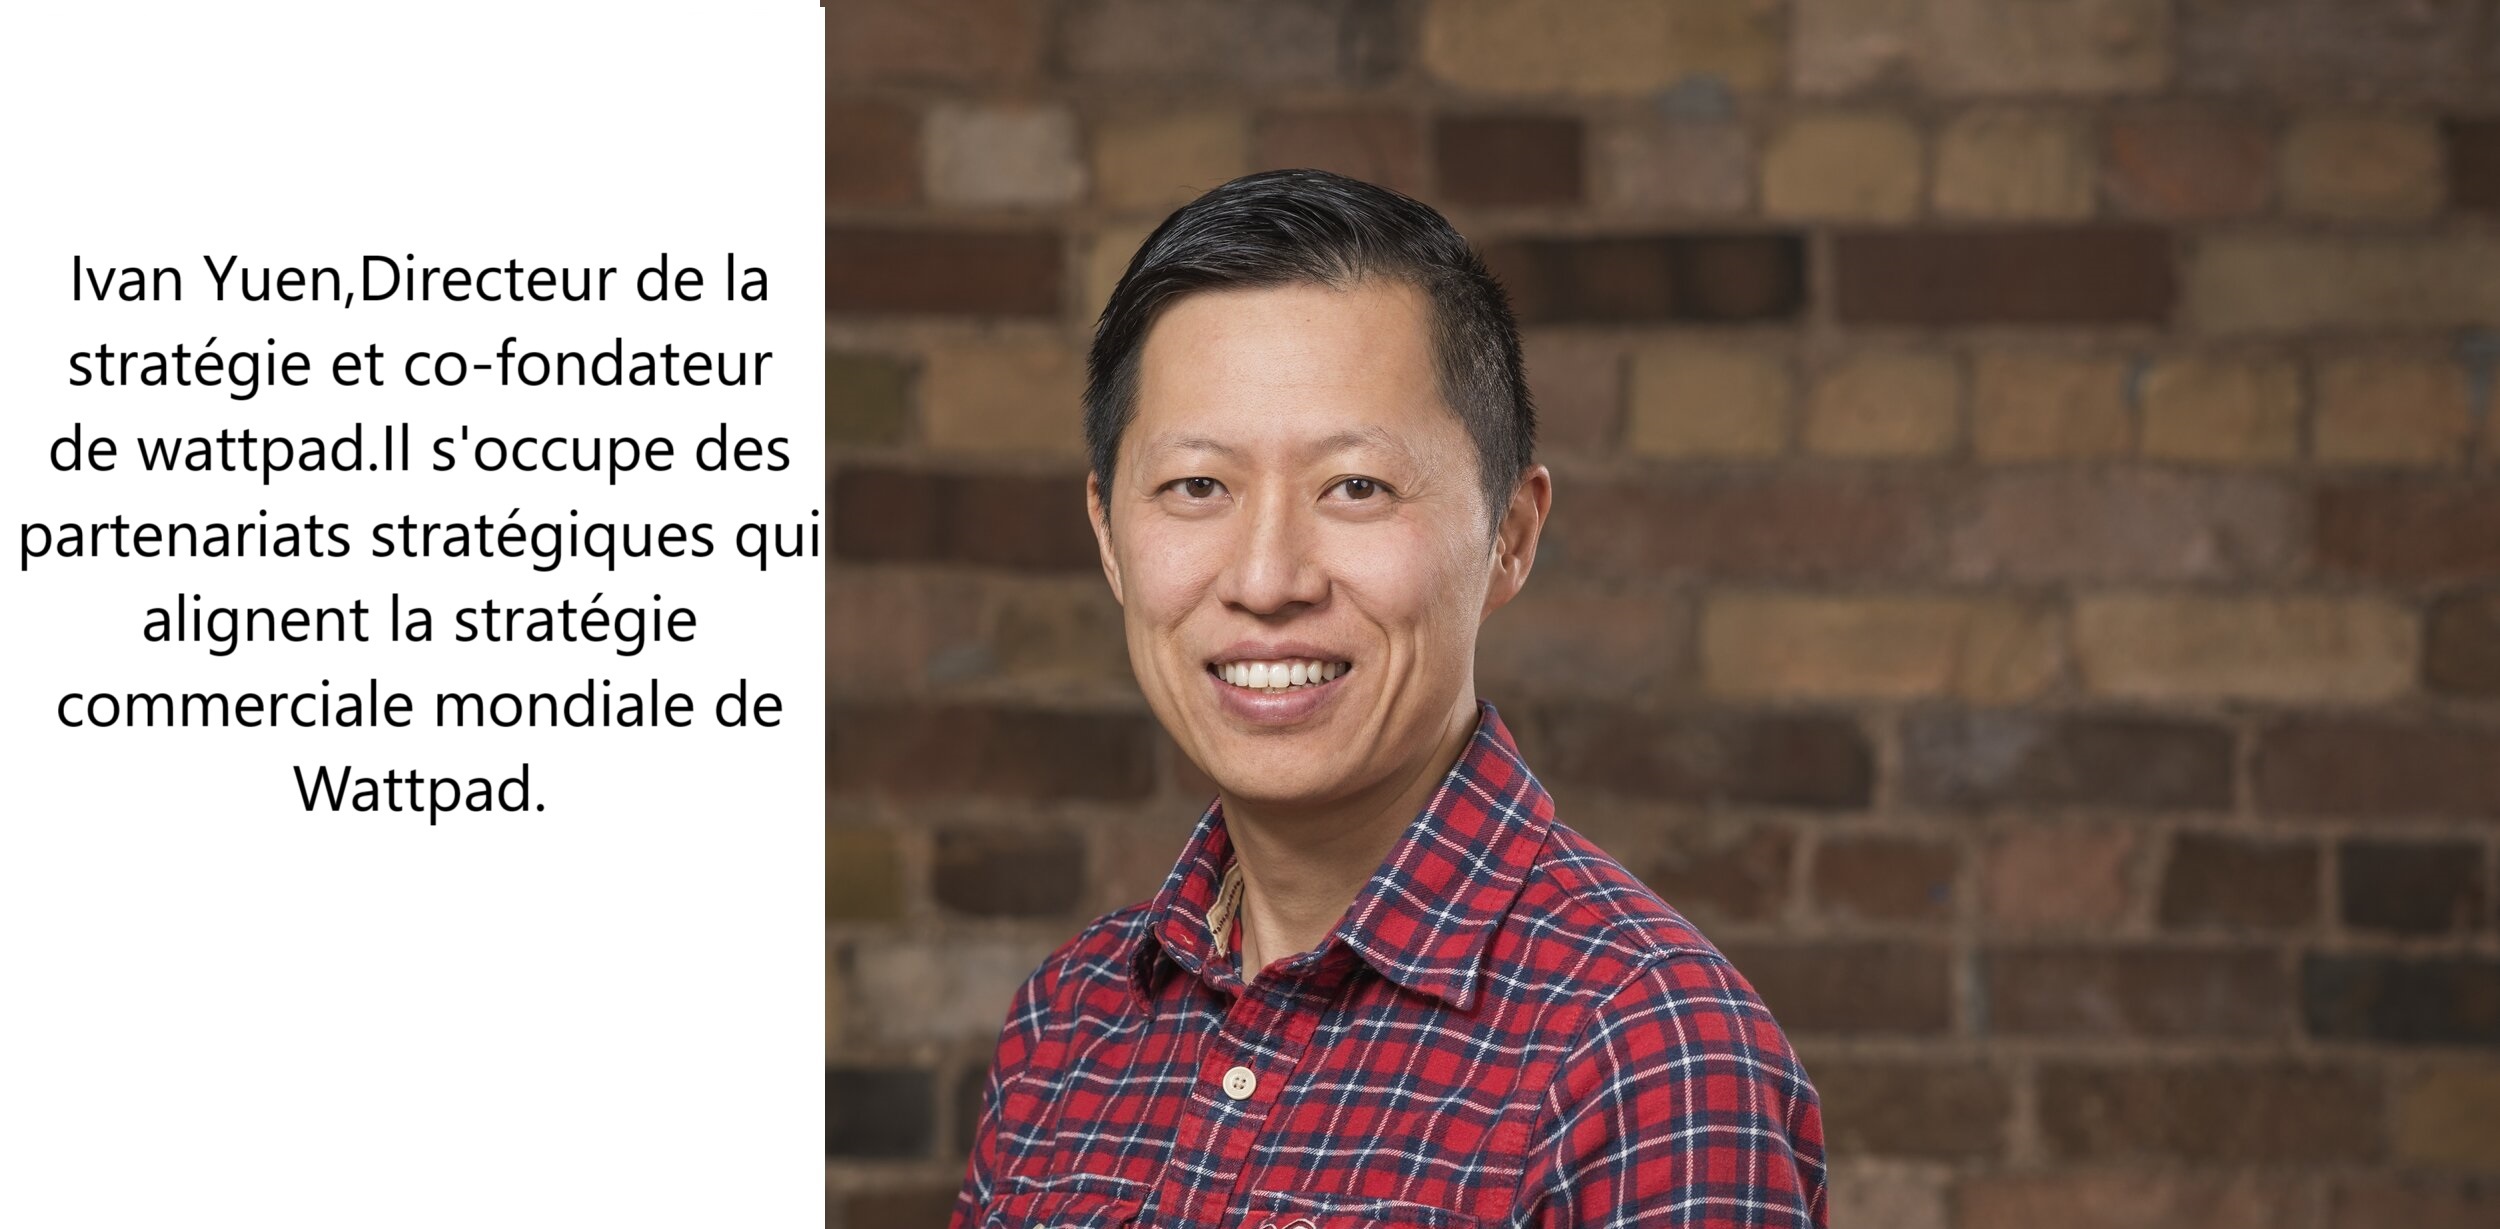 Ivan Yuen,Directeur de la
stratégie et co-fondateur
de wattpad.Il s'occupe des
partenariats stratégiques qui
alignent la stratégie
commerciale mondiale de
Wattpad.